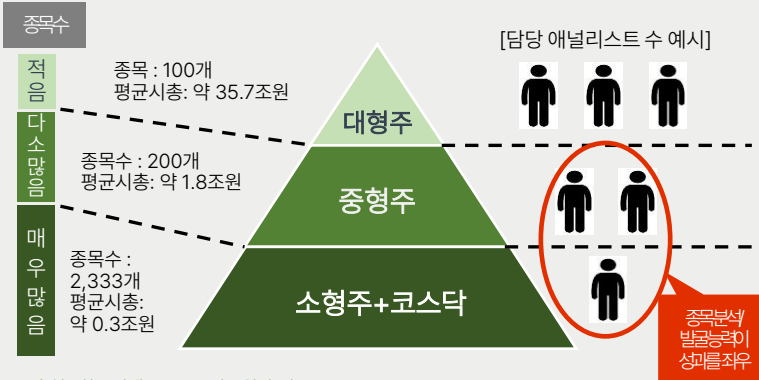 종목수
적음
다소많음
매우많음
종목 : 100개
평균시총: 약 35.7조원
종목수 : 200개
평균시총: 약 1.8조원
종목수 :
2,333개
평균시총:
약 0.3조원
대형주
중형주
소형주+코스닥
[담당 애널리스트 수 예시]
종목분석/
발굴능력이
성과를 좌우